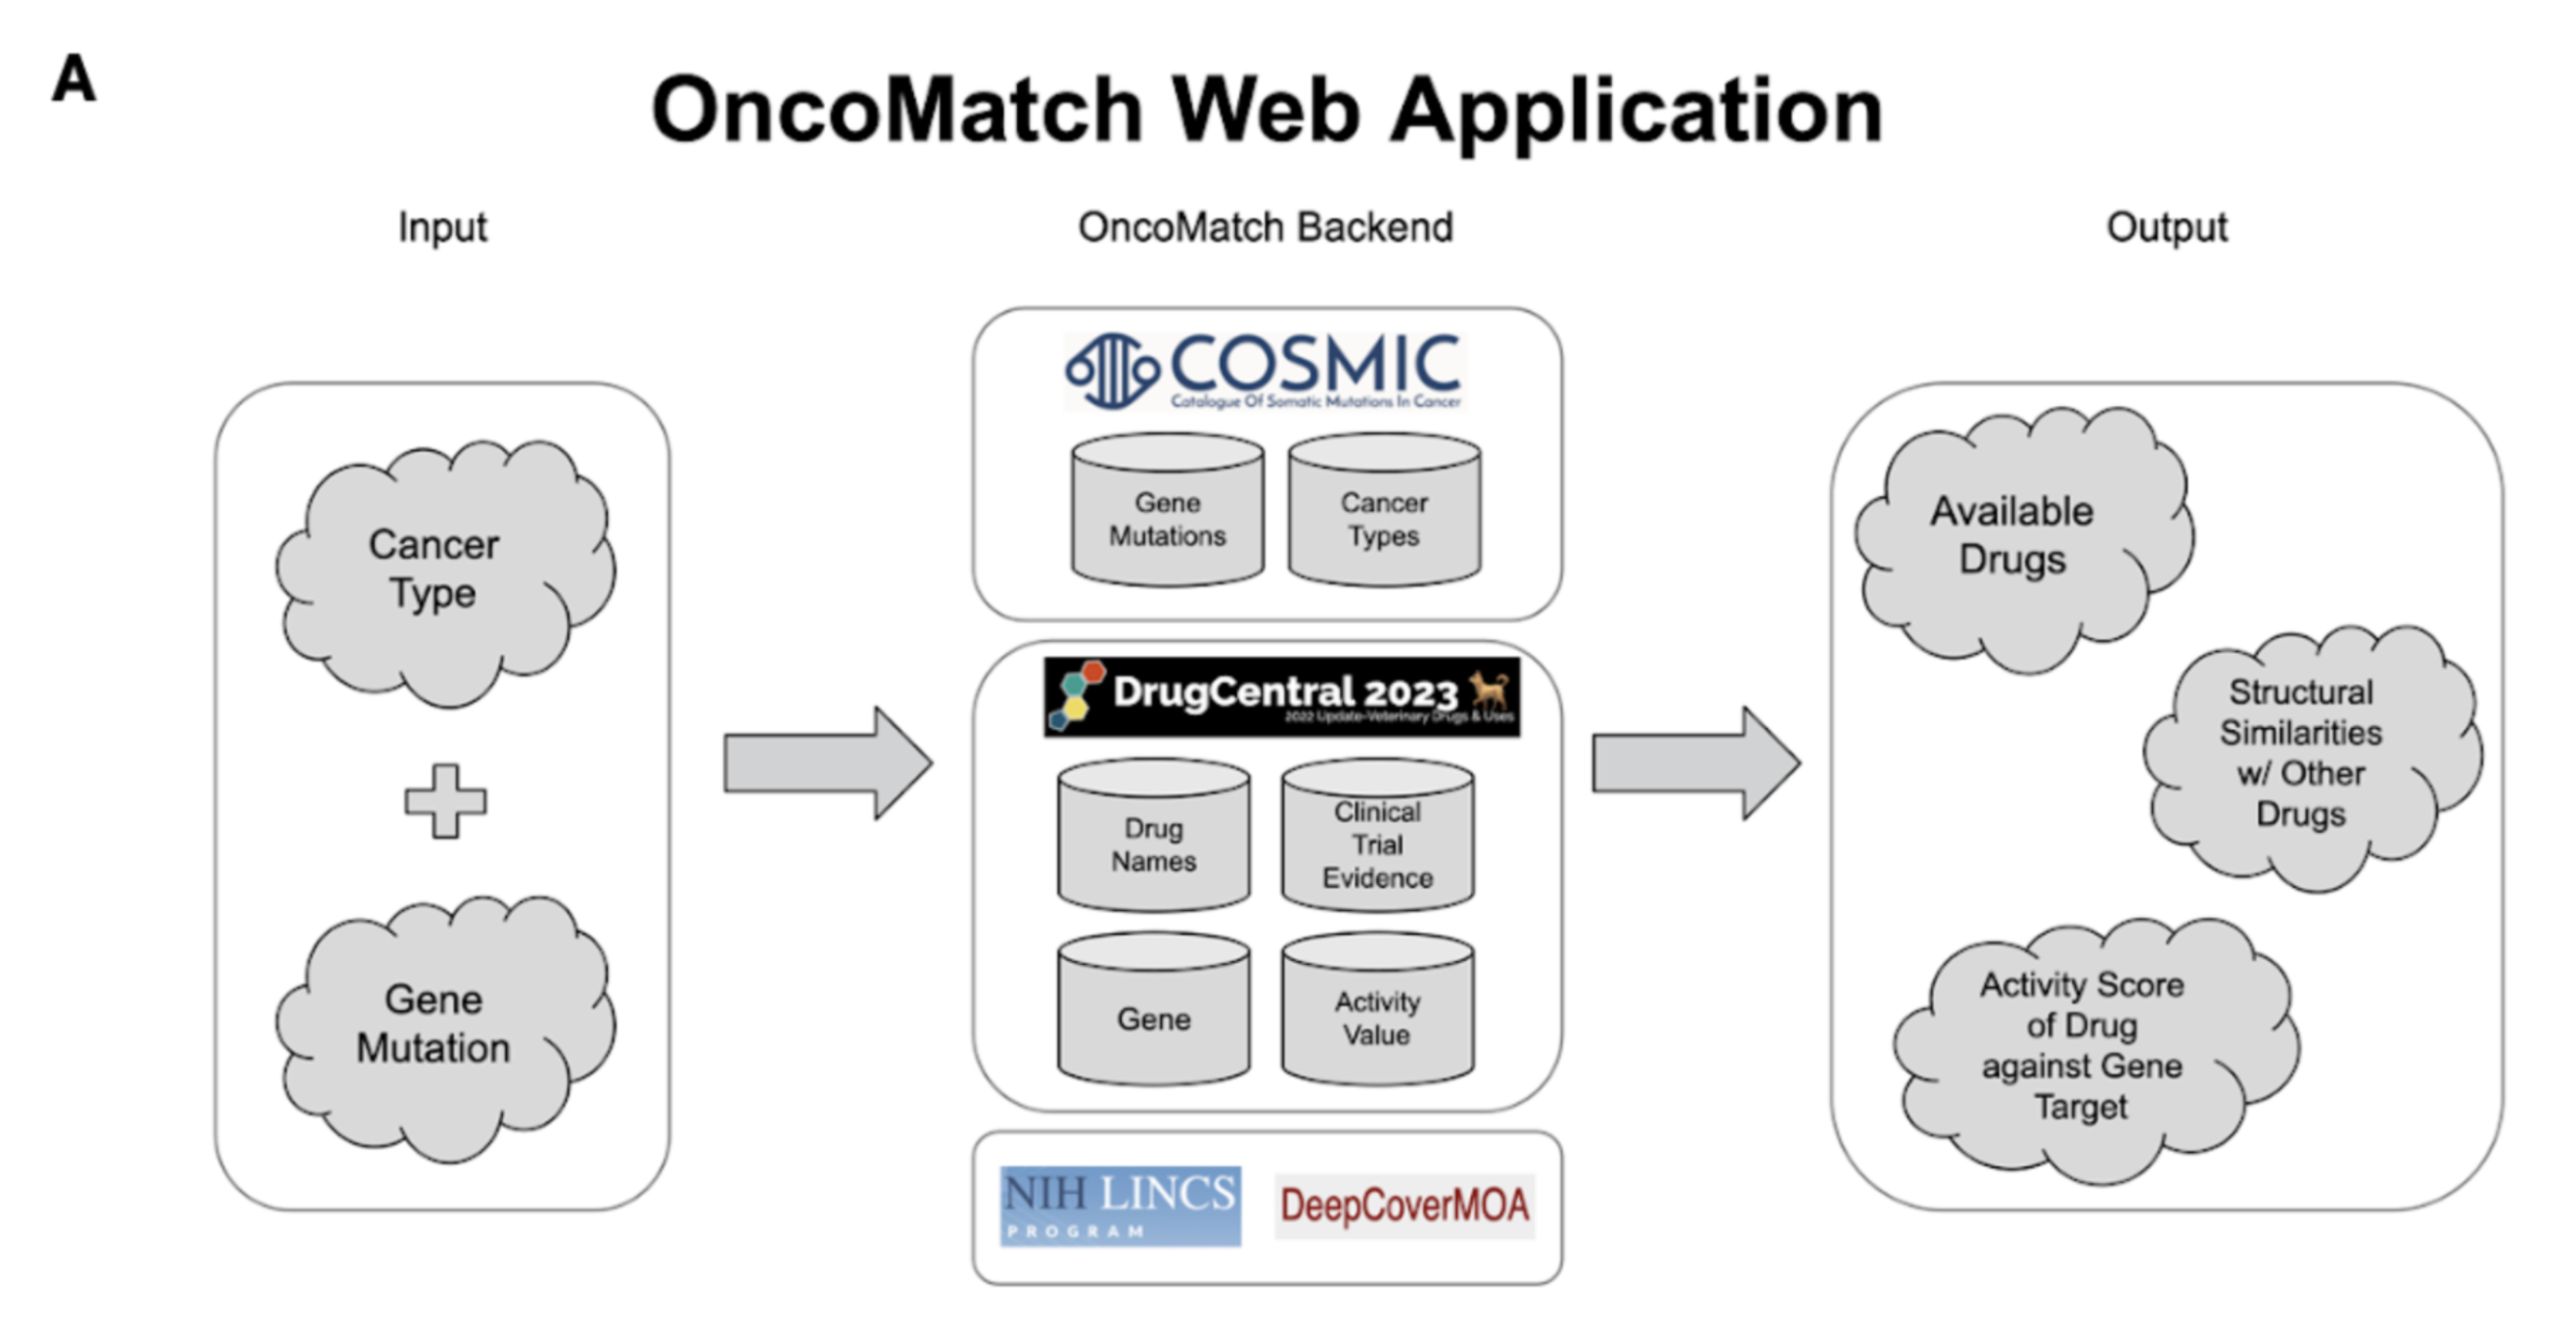 A
OncoMatch Web Application
Input
OncoMatch Backend
Output
Cancer
Type
Gene
Mutation
COSMIC
Catalogue Of Somatic Mutations In Cancer
Gene
Mutations
Cancer
Types
DrugCentral 2023
2022 Update-Veterinary Drugs & Uses
Drug
Names
Clinical
Trial
Evidence
Gene
Activity
Value
NIH LINCS
PROGRAM
DeepCoverMOA
Available
Drugs
Structural
Similarities
w/ Other
Drugs
Activity Score
of Drug
against Gene
Target